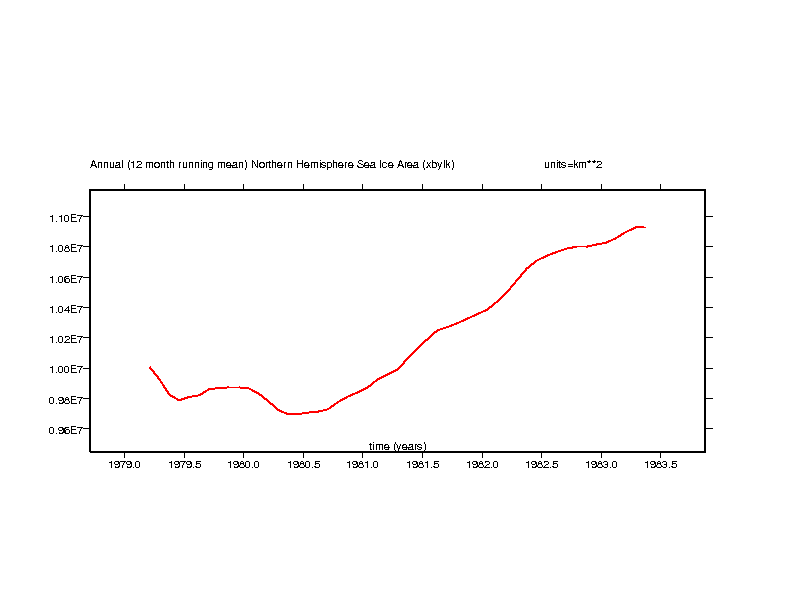 Annual (12 month running mean) Northern Hemisphere Sea Ice Area (xbylk) units=km**2
1.10E7
1.08E7
1.06E7
1.04E7
1.02E7
1.00E7
0.98E7
0.96E7
time (years)
1979.0 1979.5 1980.0 1980.5 1981.0 1981.5 1982.0 1982.5 1983.0 1983.5